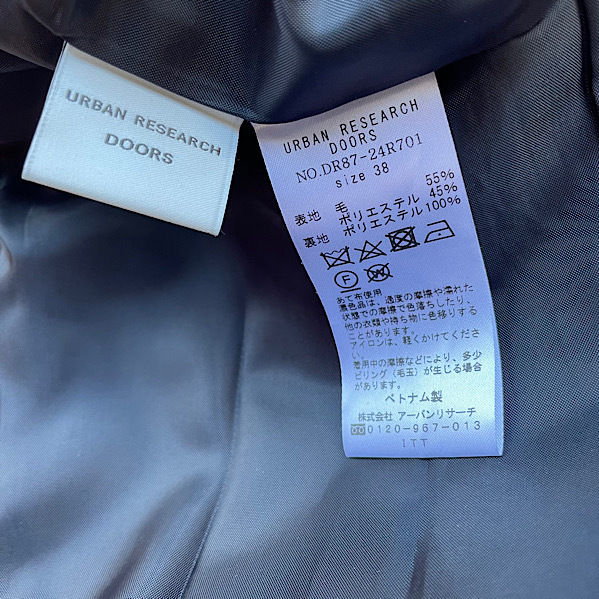 URBAN RESEARCH
DOORS
URBAN RESEARCH
DOORS
NO.DR87-24R701
size 38
表地 毛 55%
ポリエステル 45%
裏地 ポリエステル 100%
F
W
あて布使用
濃色品は、過度の摩擦や濡れた
状態での摩擦で色落ちしたり、
他の衣類や持ち物に色移りする
ことがあります。
アイロンは、軽くかけてくださ
い。
着用中の摩擦などにより、多少
ピリング(毛玉)が生じる場合
があります。
ベトナム製
株式会社 アーバンリサーチ
0120-967-013
ITT